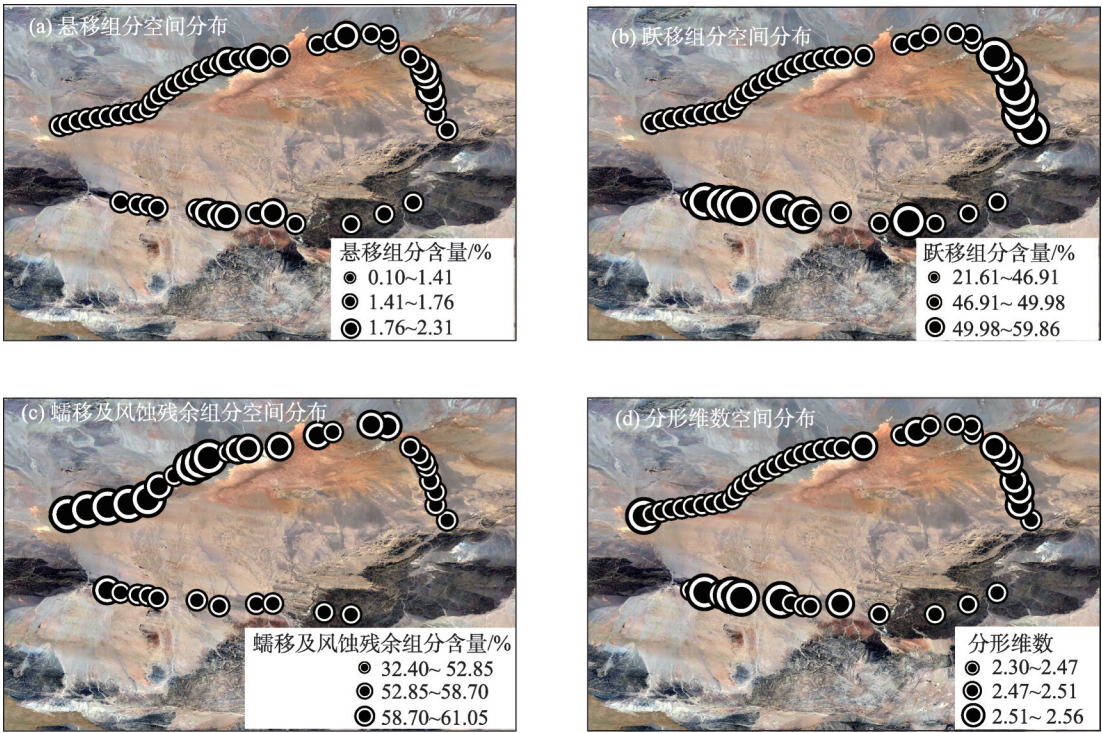 (a) 悬移组分空间分布
悬移组分含量/%
0.10~1.41
1.41~1.76
1.76~2.31
(b) 跃移组分空间分布
跃移组分含量/%
21.61~46.91
46.91~ 49.98
49.98~59.86
(c) 蠕移及风蚀残余组分空间分布
蠕移及风蚀残余组分含量/%
32.40~ 52.85
52.85~58.70
58.70~61.05
(d) 分形维数空间分布
分形维数
2.30~2.47
2.47~2.51
2.51~ 2.56